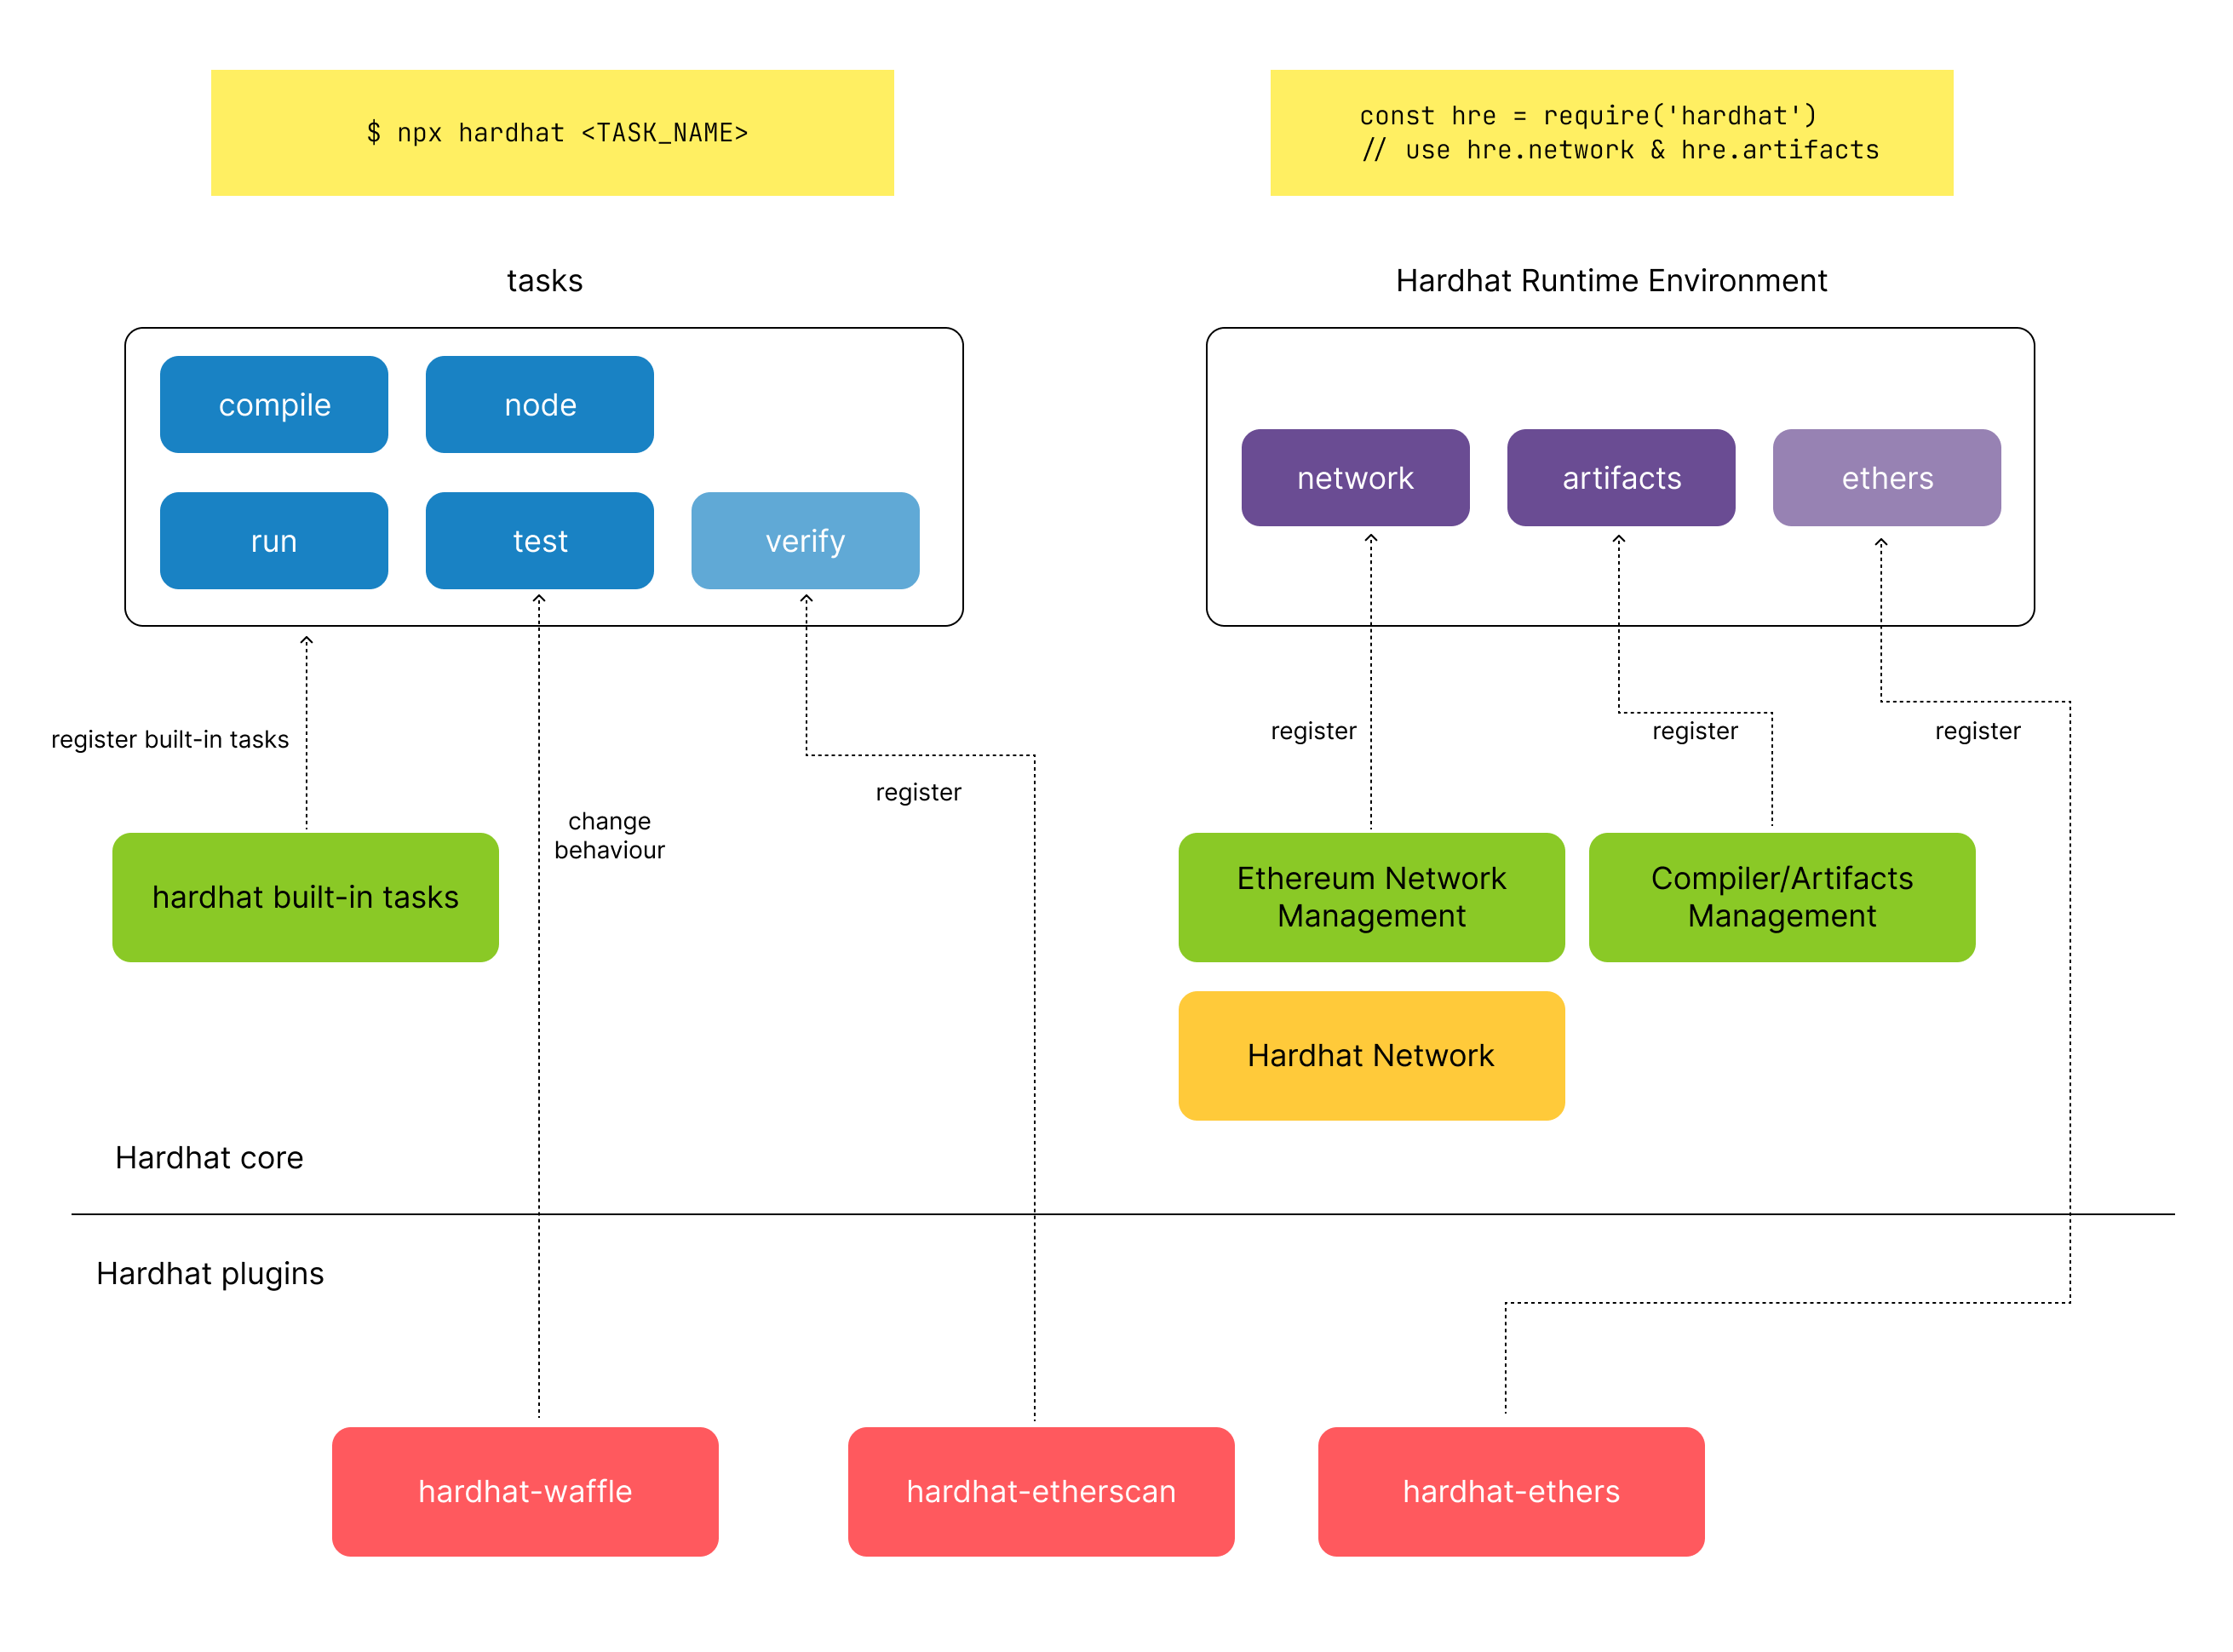 $ npx hardhat <TASK_NAME>
const hre = require('hardhat')
// use hre.network & hre.artifacts
tasks
Hardhat Runtime Environment
compile
node
network
artifacts
ethers
run
test
verify
register built-in tasks
register
register
register
register
change
behaviour
hardhat built-in tasks
Ethereum Network
Management
Compiler/Artifacts
Management
Hardhat Network
Hardhat core
Hardhat plugins
hardhat-waffle
hardhat-etherscan
hardhat-ethers